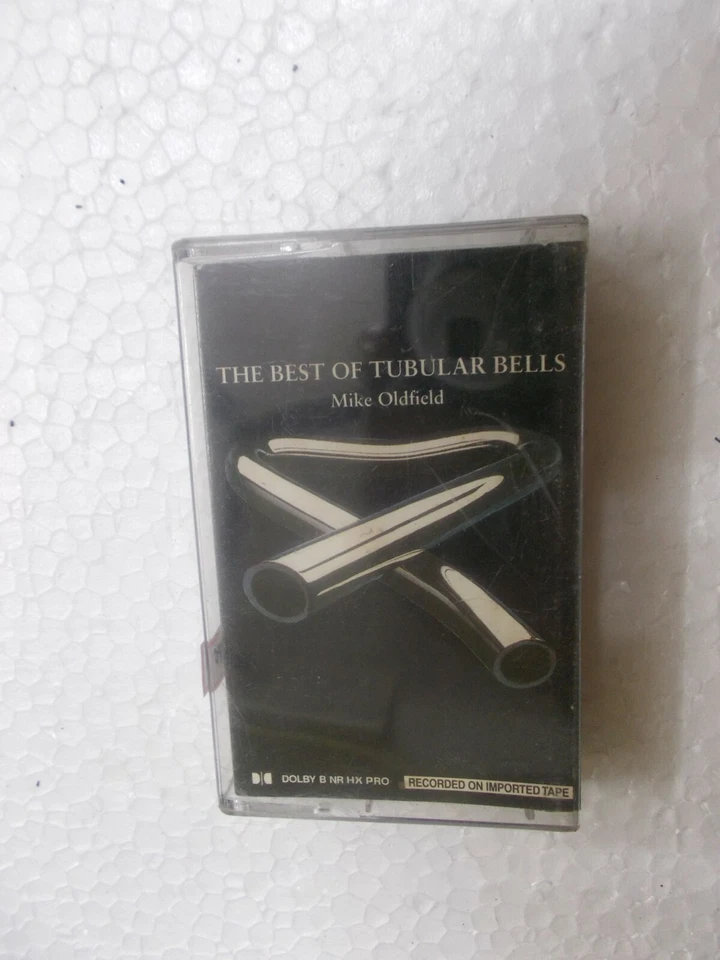 THE BEST OF TUBULAR BELLS
Mike Oldfield
DOLBY B NR HX PRO RECORDED ON IMPORTED TAPE